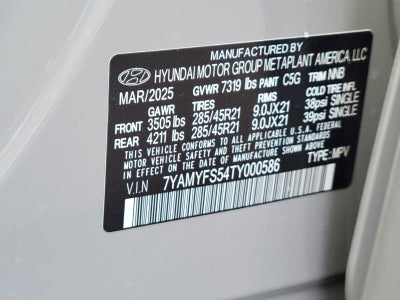 MANUFACTURED BY
HYUNDAI MOTOR GROUP METAPLANT AMERICA, LLC
MAR/2025 GVWR 7319 lbs PAINT C5G TRIM NNB
GAWR TIRES RIMS COLD TIRE INFL
FRONT 3505 lbs 285/45R21 9.0JX21 38psi SINGLE
REAR 4211 lbs 285/45R21 9.0JX21 39psi SINGLE
THIS VEHICLE CONFORMS TO ALL APPLICABLE U.S.A. FEDERAL
MOTOR VEHICLE SAFETY AND THEFT PREVENTION STANDARDS
IN EFFECT ON THE DATE OF MANUFACTURE SHOWN ABOVE.
V.I.N 7YAMYFS54TY000586 TYPE: MPV